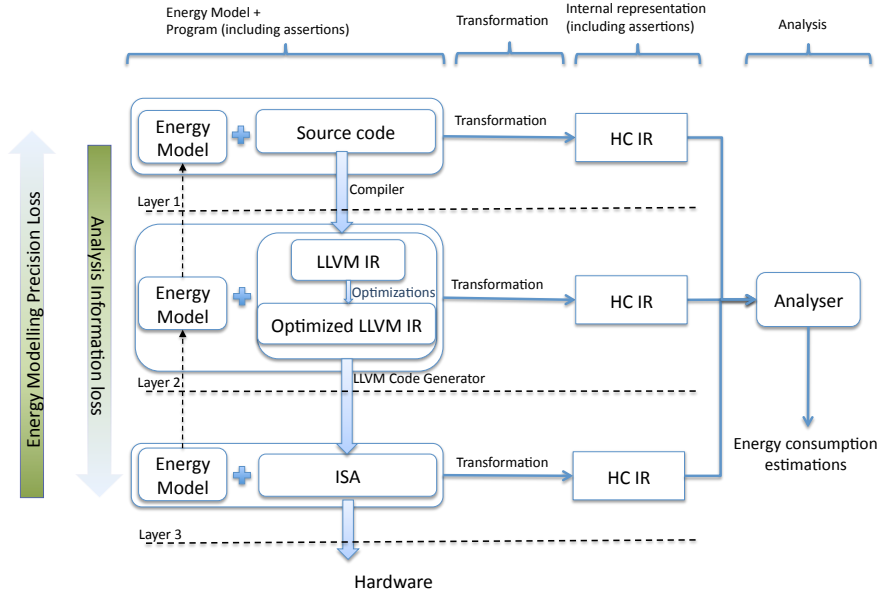 Energy Model +
Program (including assertions)
Transformation
Internal representation
(including assertions)
Analysis
Energy
Model
Source code
Transformation
HC IR
Compiler
Layer 1
LLVM IR
Optimizations
Optimized LLVM IR
Energy
Model
Transformation
HC IR
Analyser
LLVM Code Generator
Layer 2
Energy consumption
estimations
Energy
Model
ISA
Transformation
HC IR
Layer 3
Hardware
Energy Modelling Precision Loss
Analysis Information loss